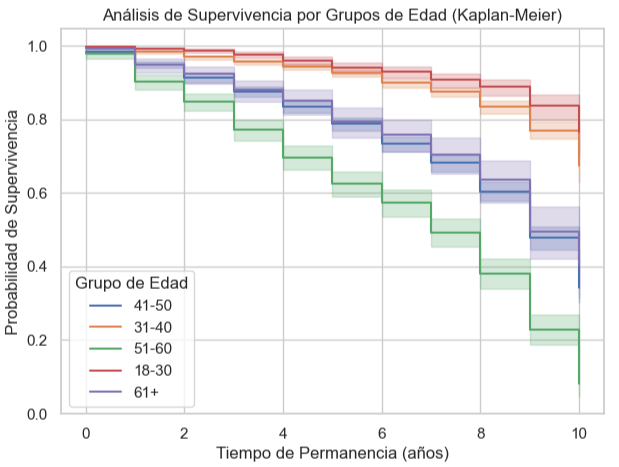 Análisis de Supervivencia por Grupos de Edad (Kaplan-Meier)
Probabilidad de Supervivencia
1.0
0.8
0.6
0.4
0.2
0.0
Grupo de Edad
41-50
31-40
51-60
18-30
61+
0 2 4 6 8 10
Tiempo de Permanencia (años)